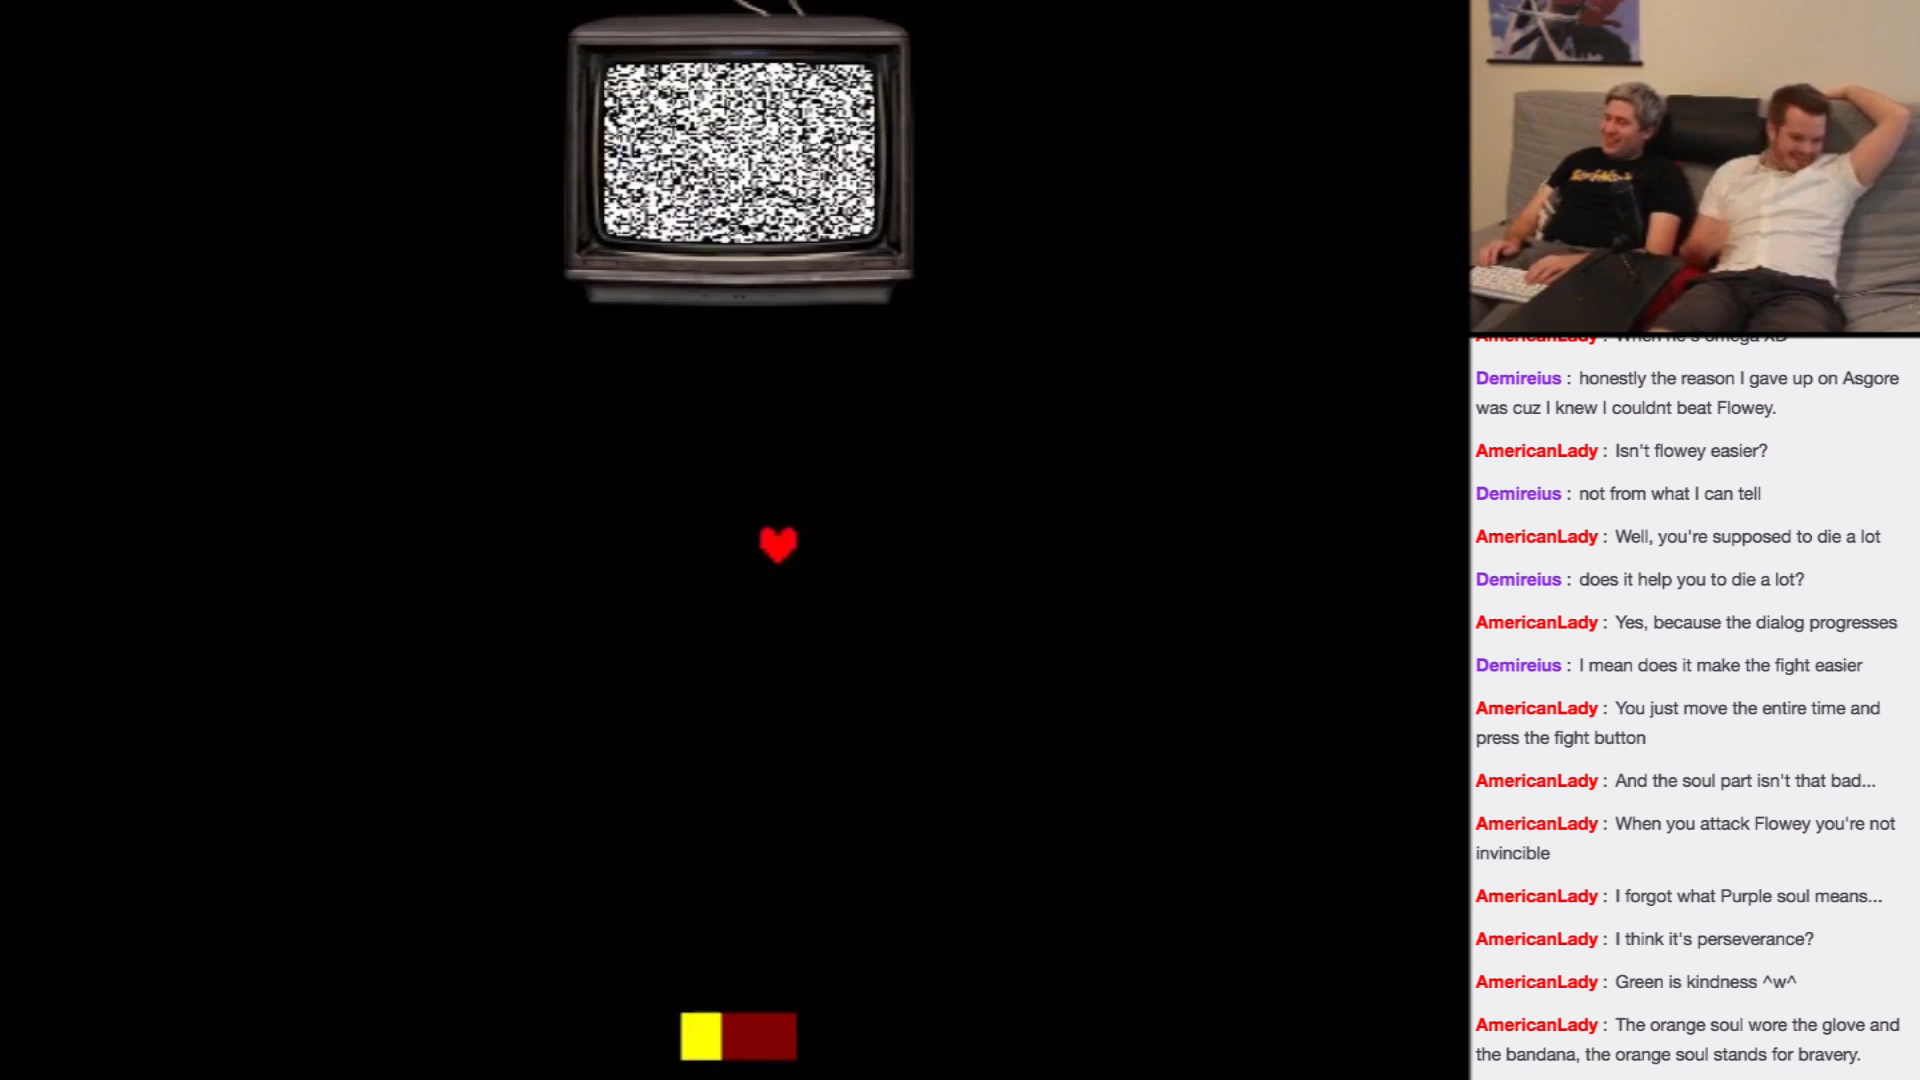 AmericanLady : When he's omega XD
Demireius : honestly the reason I gave up on Asgore
was cuz I knew I couldnt beat Flowey.
AmericanLady : Isn't flowey easier?
Demireius : not from what I can tell
AmericanLady : Well, you're supposed to die a lot
Demireius : does it help you to die a lot?
AmericanLady : Yes, because the dialog progresses
Demireius : I mean does it make the fight easier
AmericanLady : You just move the entire time and
press the fight button
AmericanLady : And the soul part isn't that bad...
AmericanLady : When you attack Flowey you're not
invincible
AmericanLady : I forgot what Purple soul means...
AmericanLady : I think it's perseverance?
AmericanLady : Green is kindness ^w^
AmericanLady : The orange soul wore the glove and
the bandana, the orange soul stands for bravery.